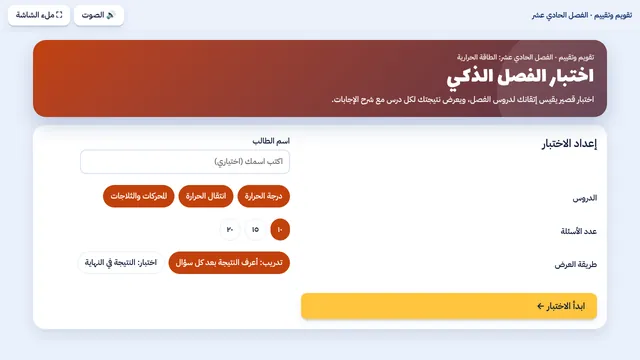 تقويم وتقييم · الفصل الحادي عشر
🔊 الصوت
⛶ ملء الشاشة
تقويم وتقييم · الفصل الحادي عشر: الطاقة الحرارية
اختبار الفصل الذكي
اختبار قصير يقيس إتقانك لدروس الفصل، ويعرض نتيجتك لكل درس مع شرح الإجابات.
إعداد الاختبار
اسم الطالب
اكتب اسمك (اختياري)
الدروس
درجة الحرارة
انتقال الحرارة
المحركات والثلاجات
عدد الأسئلة
١٠
١٥
٢٠
طريقة العرض
تدريب: أعرف النتيجة بعد كل سؤال
اختبار: النتيجة في النهاية
ابدأ الاختبار ←